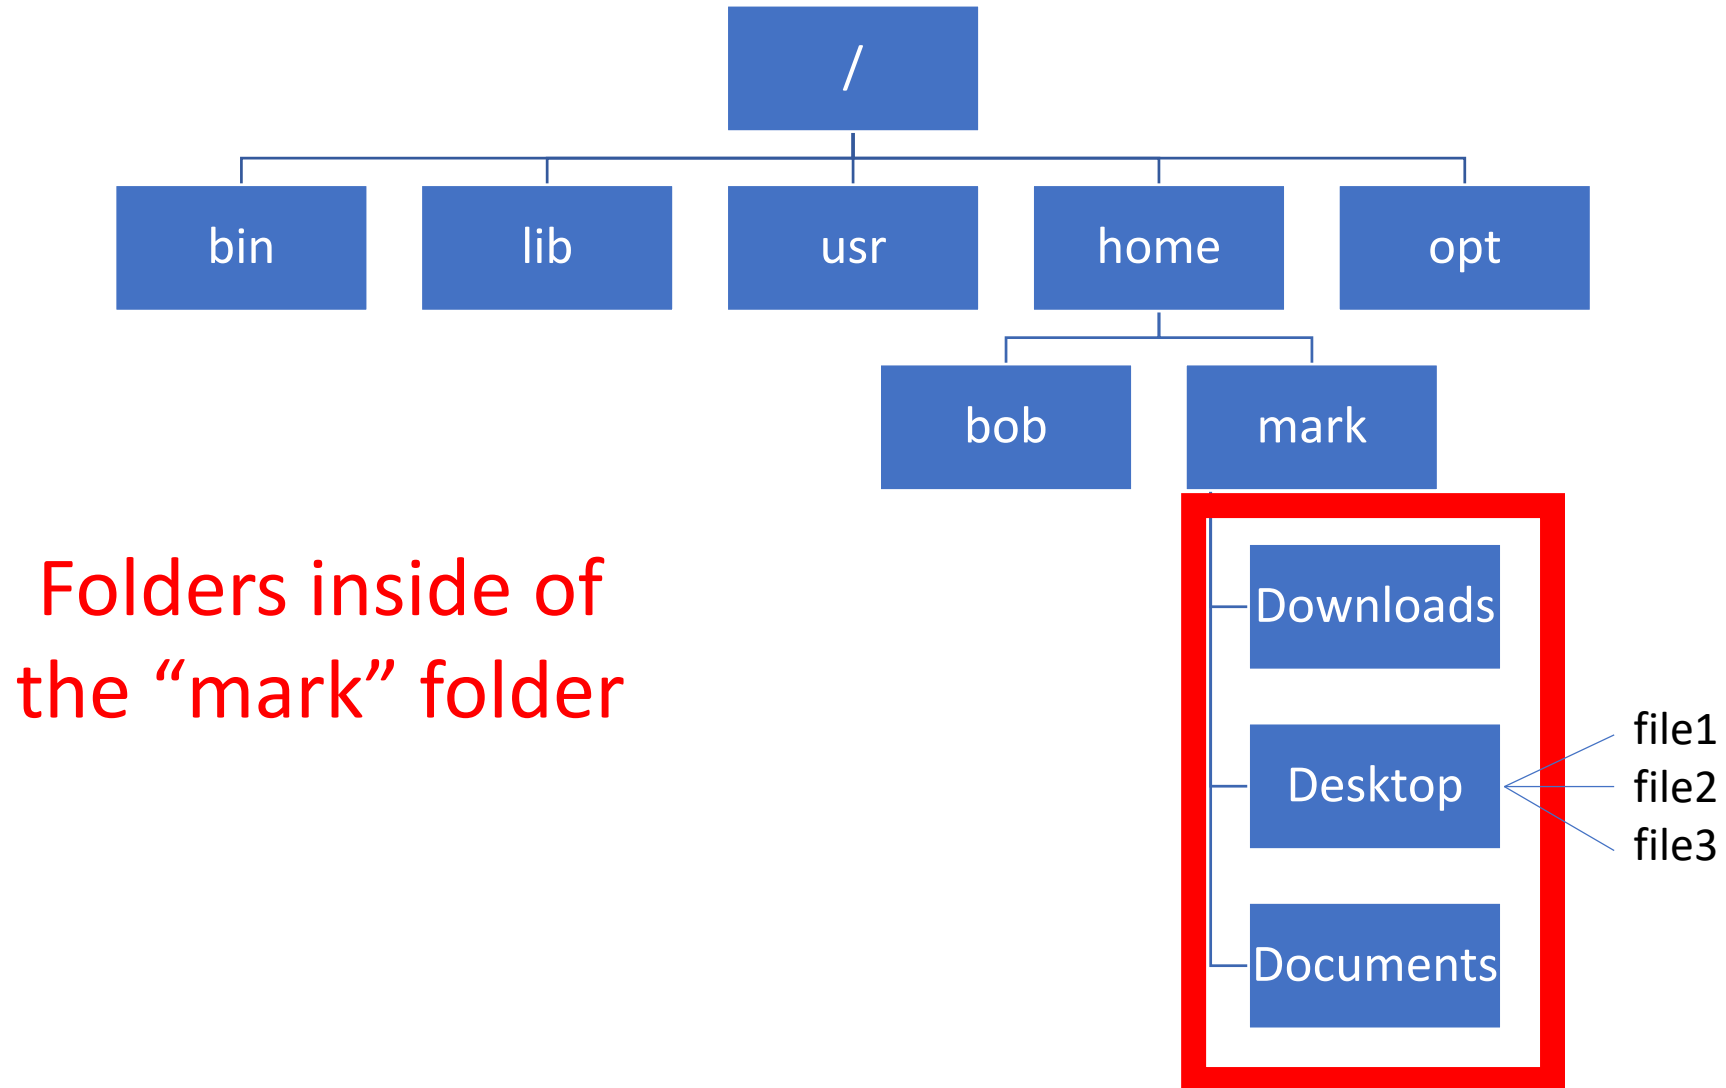 /
bin
lib
usr
home
opt
bob
mark
Folders inside of
the “mark” folder
Downloads
Desktop
file1
file2
file3
Documents